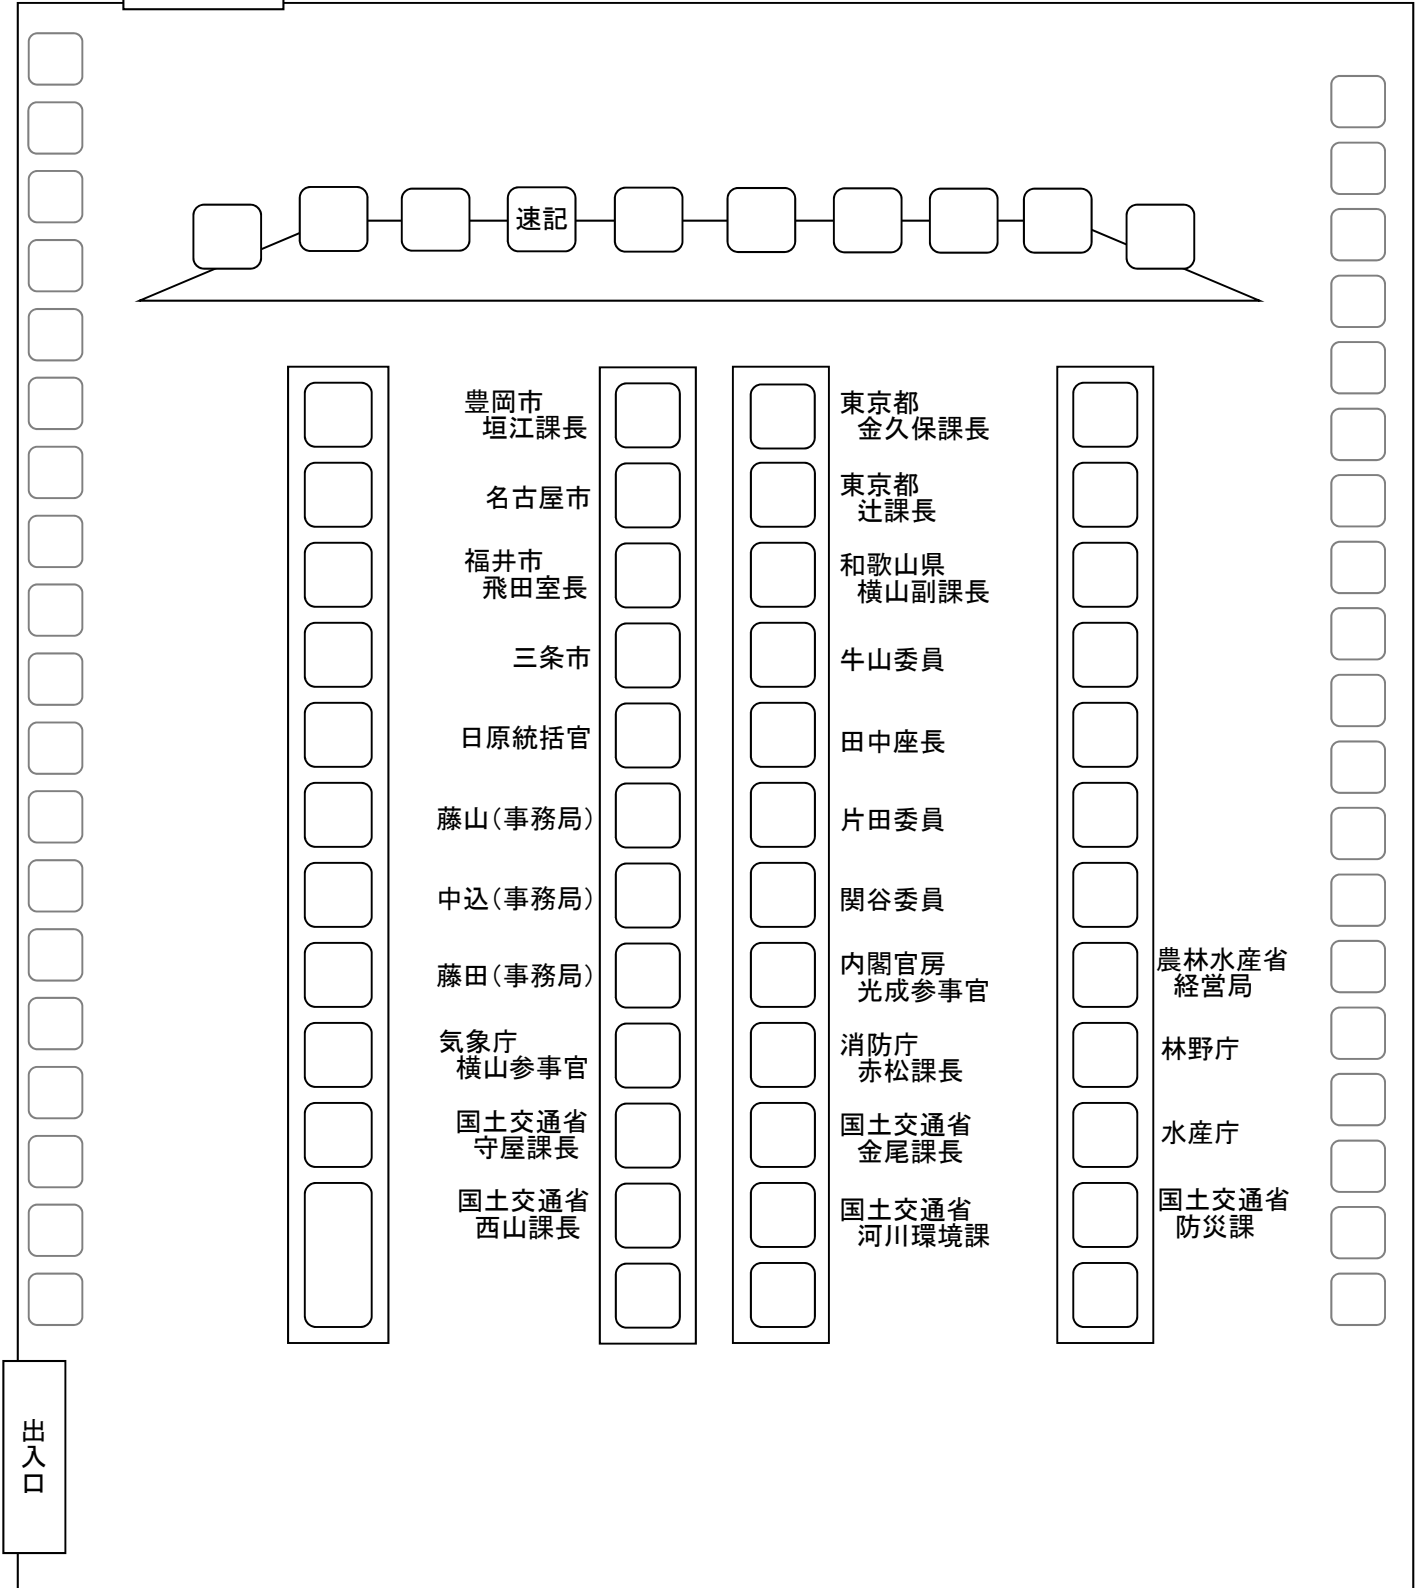 速記
豊岡市
垣江課長
名古屋市
福井市
飛田室長
三条市
日原統括官
藤山（事務局）
中込（事務局）
藤田（事務局）
気象庁
横山参事官
国土交通省
守屋課長
国土交通省
西山課長
東京都
金久保課長
東京都
辻課長
和歌山県
横山副課長
牛山委員
田中座長
片田委員
関谷委員
内閣官房
光成参事官
消防庁
赤松課長
国土交通省
金尾課長
国土交通省
河川環境課
農林水産省
経営局
林野庁
水産庁
国土交通省
防災課
出入口